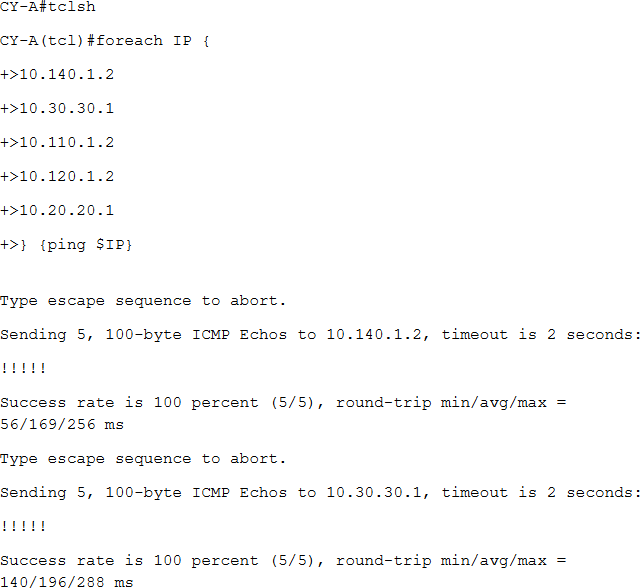 CY-A#tclsh
CY-A(tcl)#foreach IP {
+>10.140.1.2
+>10.30.30.1
+>10.110.1.2
+>10.120.1.2
+>10.20.20.1
+>} {ping $IP}
Type escape sequence to abort.
Sending 5, 100-byte ICMP Echos to 10.140.1.2, timeout is 2 seconds:
!!!!!
Success rate is 100 percent (5/5), round-trip min/avg/max =
56/169/256 ms
Type escape sequence to abort.
Sending 5, 100-byte ICMP Echos to 10.30.30.1, timeout is 2 seconds:
!!!!!
Success rate is 100 percent (5/5), round-trip min/avg/max =
140/196/288 ms